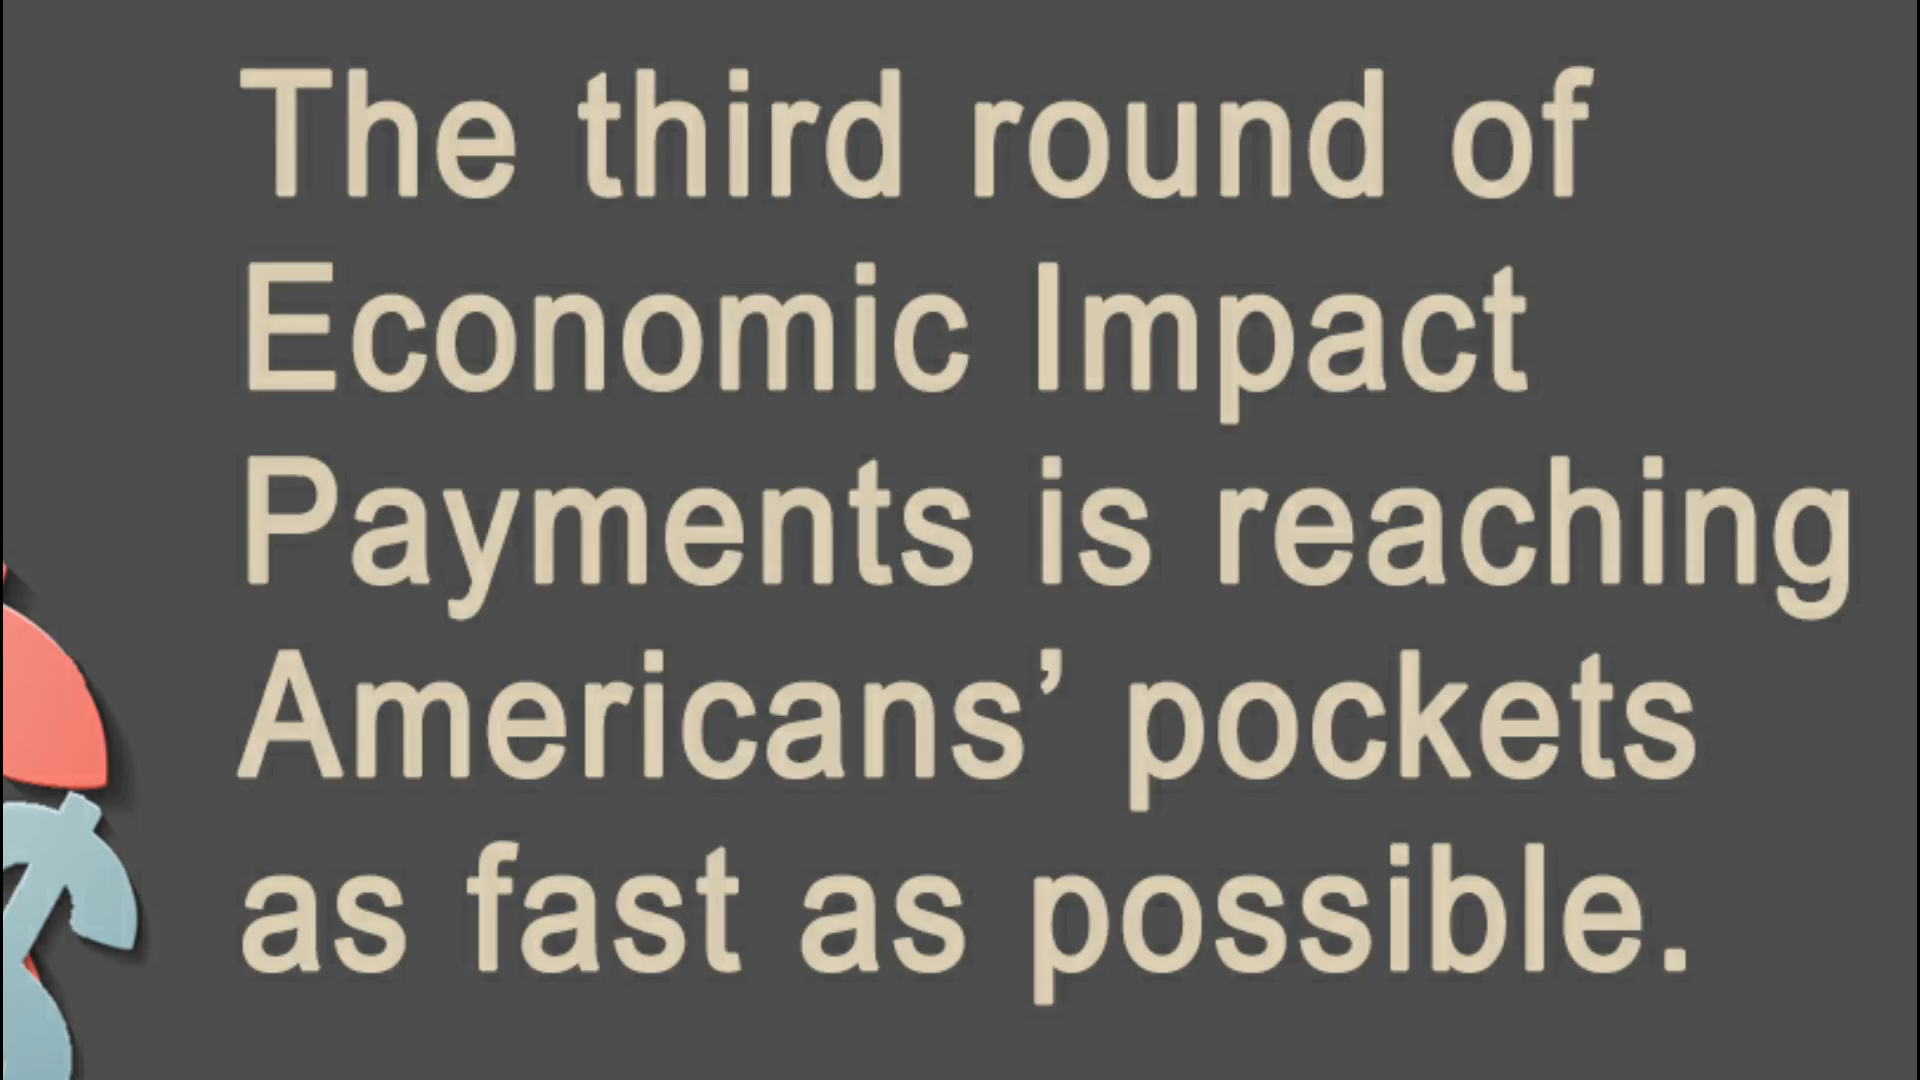 The third round of
Economic Impact
Payments is reaching
Americans’ pockets
as fast as possible.